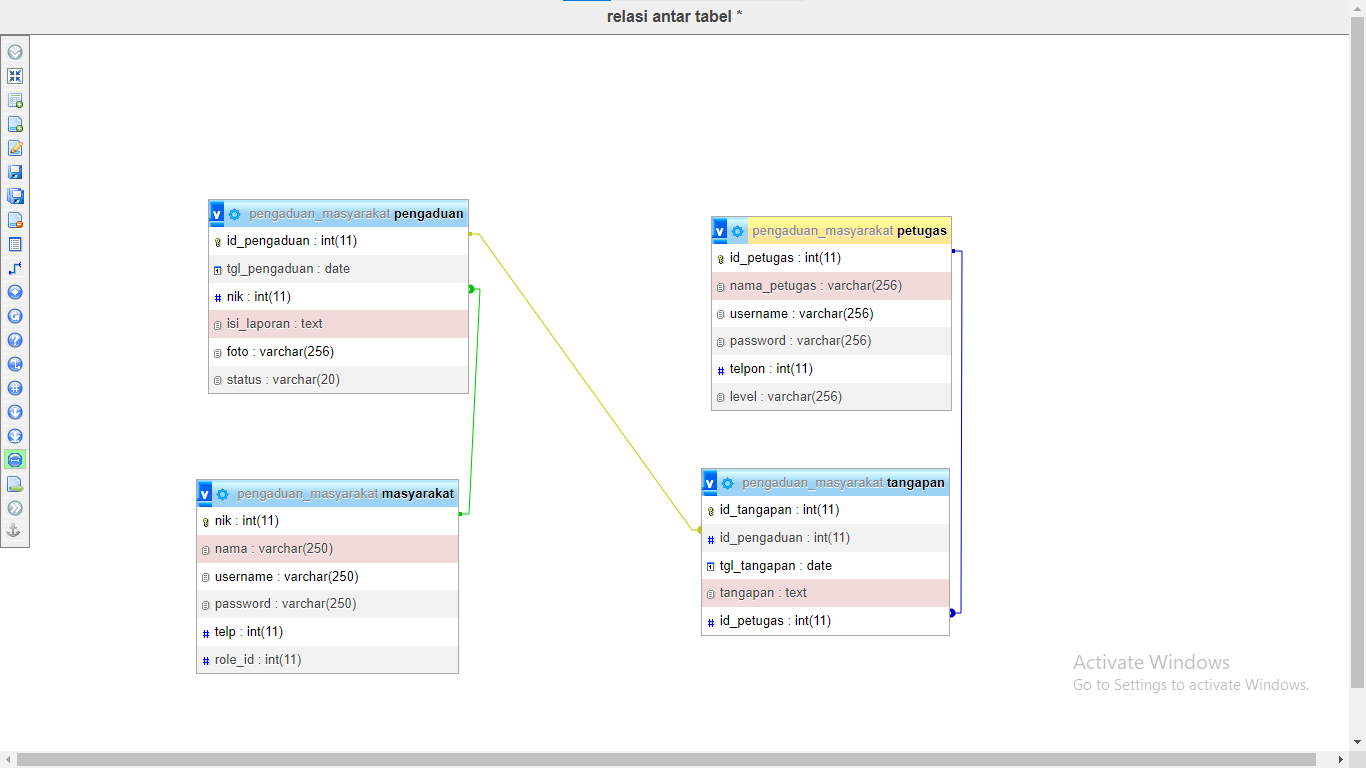 relasi antar tabel *
v pengaduan_masyarakat pengaduan
id_pengaduan : int(11)
tgl_pengaduan : date
# nik : int(11)
isi_laporan : text
foto : varchar(256)
status : varchar(20)
v pengaduan_masyarakat petugas
id_petugas : int(11)
nama_petugas : varchar(256)
username : varchar(256)
password : varchar(256)
# telpon : int(11)
level : varchar(256)
v pengaduan_masyarakat masyarakat
nik : int(11)
nama : varchar(250)
username : varchar(250)
password : varchar(250)
# telp : int(11)
# role_id : int(11)
v pengaduan_masyarakat tangapan
id_tangapan : int(11)
# id_pengaduan : int(11)
tgl_tangapan : date
tangapan : text
# id_petugas : int(11)
Activate Windows
Go to Settings to activate Windows.